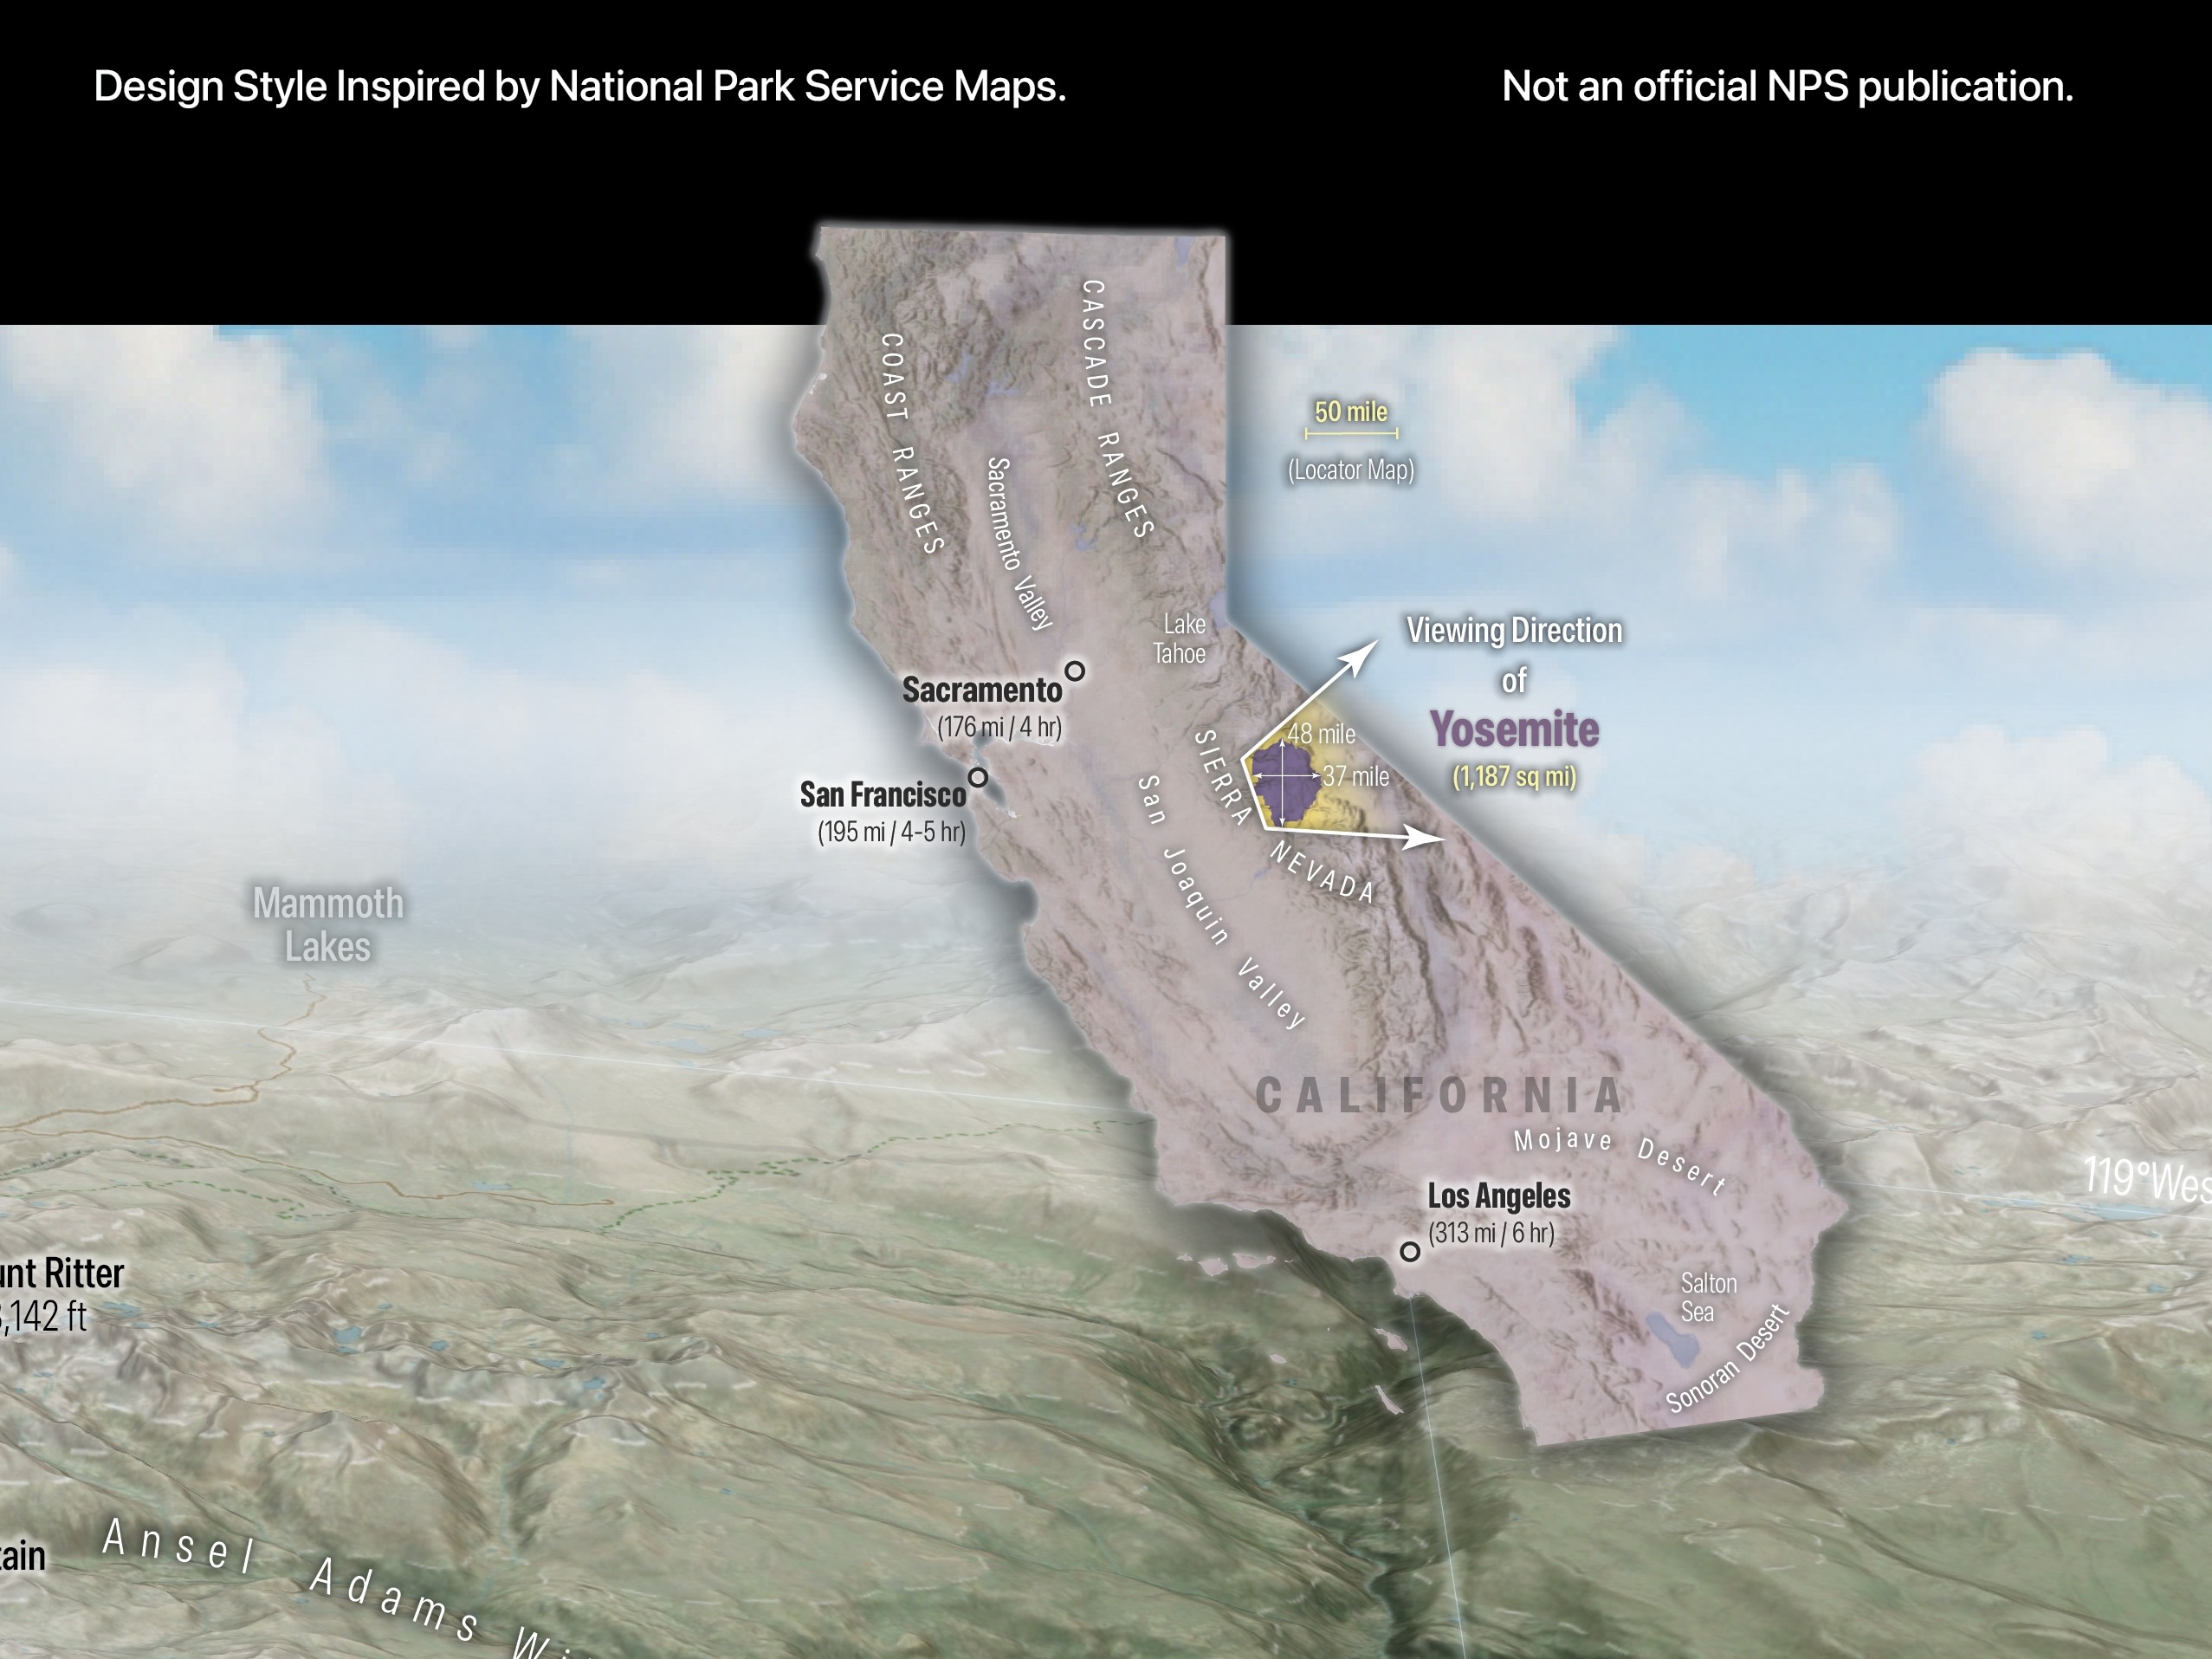 Design Style Inspired by National Park Service Maps.
Not an official NPS publication.
CASCADE RANGES
COAST RANGES
50 mile
(Locator Map)
Sacramento Valley
Lake
Tahoe
Viewing Direction
of
Yosemite
(1,187 sq mi)
Sacramento
(176 mi / 4 hr)
48 mile
37 mile
SIERRA
NEVADA
San Francisco
(195 mi / 4-5 hr)
San Joaquin Valley
Mammoth
Lakes
CALIFORNIA
Mojave Desert
119°Wes
Los Angeles
(313 mi / 6 hr)
unt Ritter
,142 ft
Salton
Sea
Sonoran Desert
Ansel Adams Wi
tain